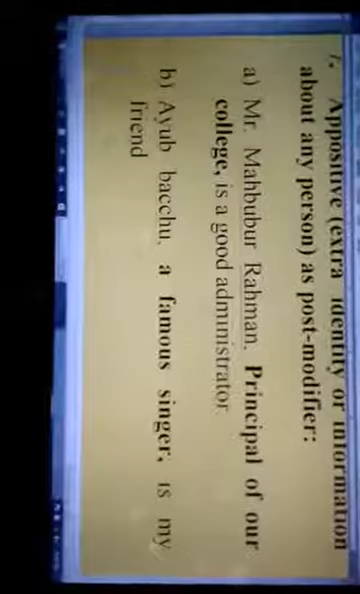 7. Appositive (extra identity or information
about any person) as post-modifier:
a) Mr. Mahbubur Rahman, Principal of our
college, is a good administrator
b) Ayub bacchu, a famous singer, is my
friend